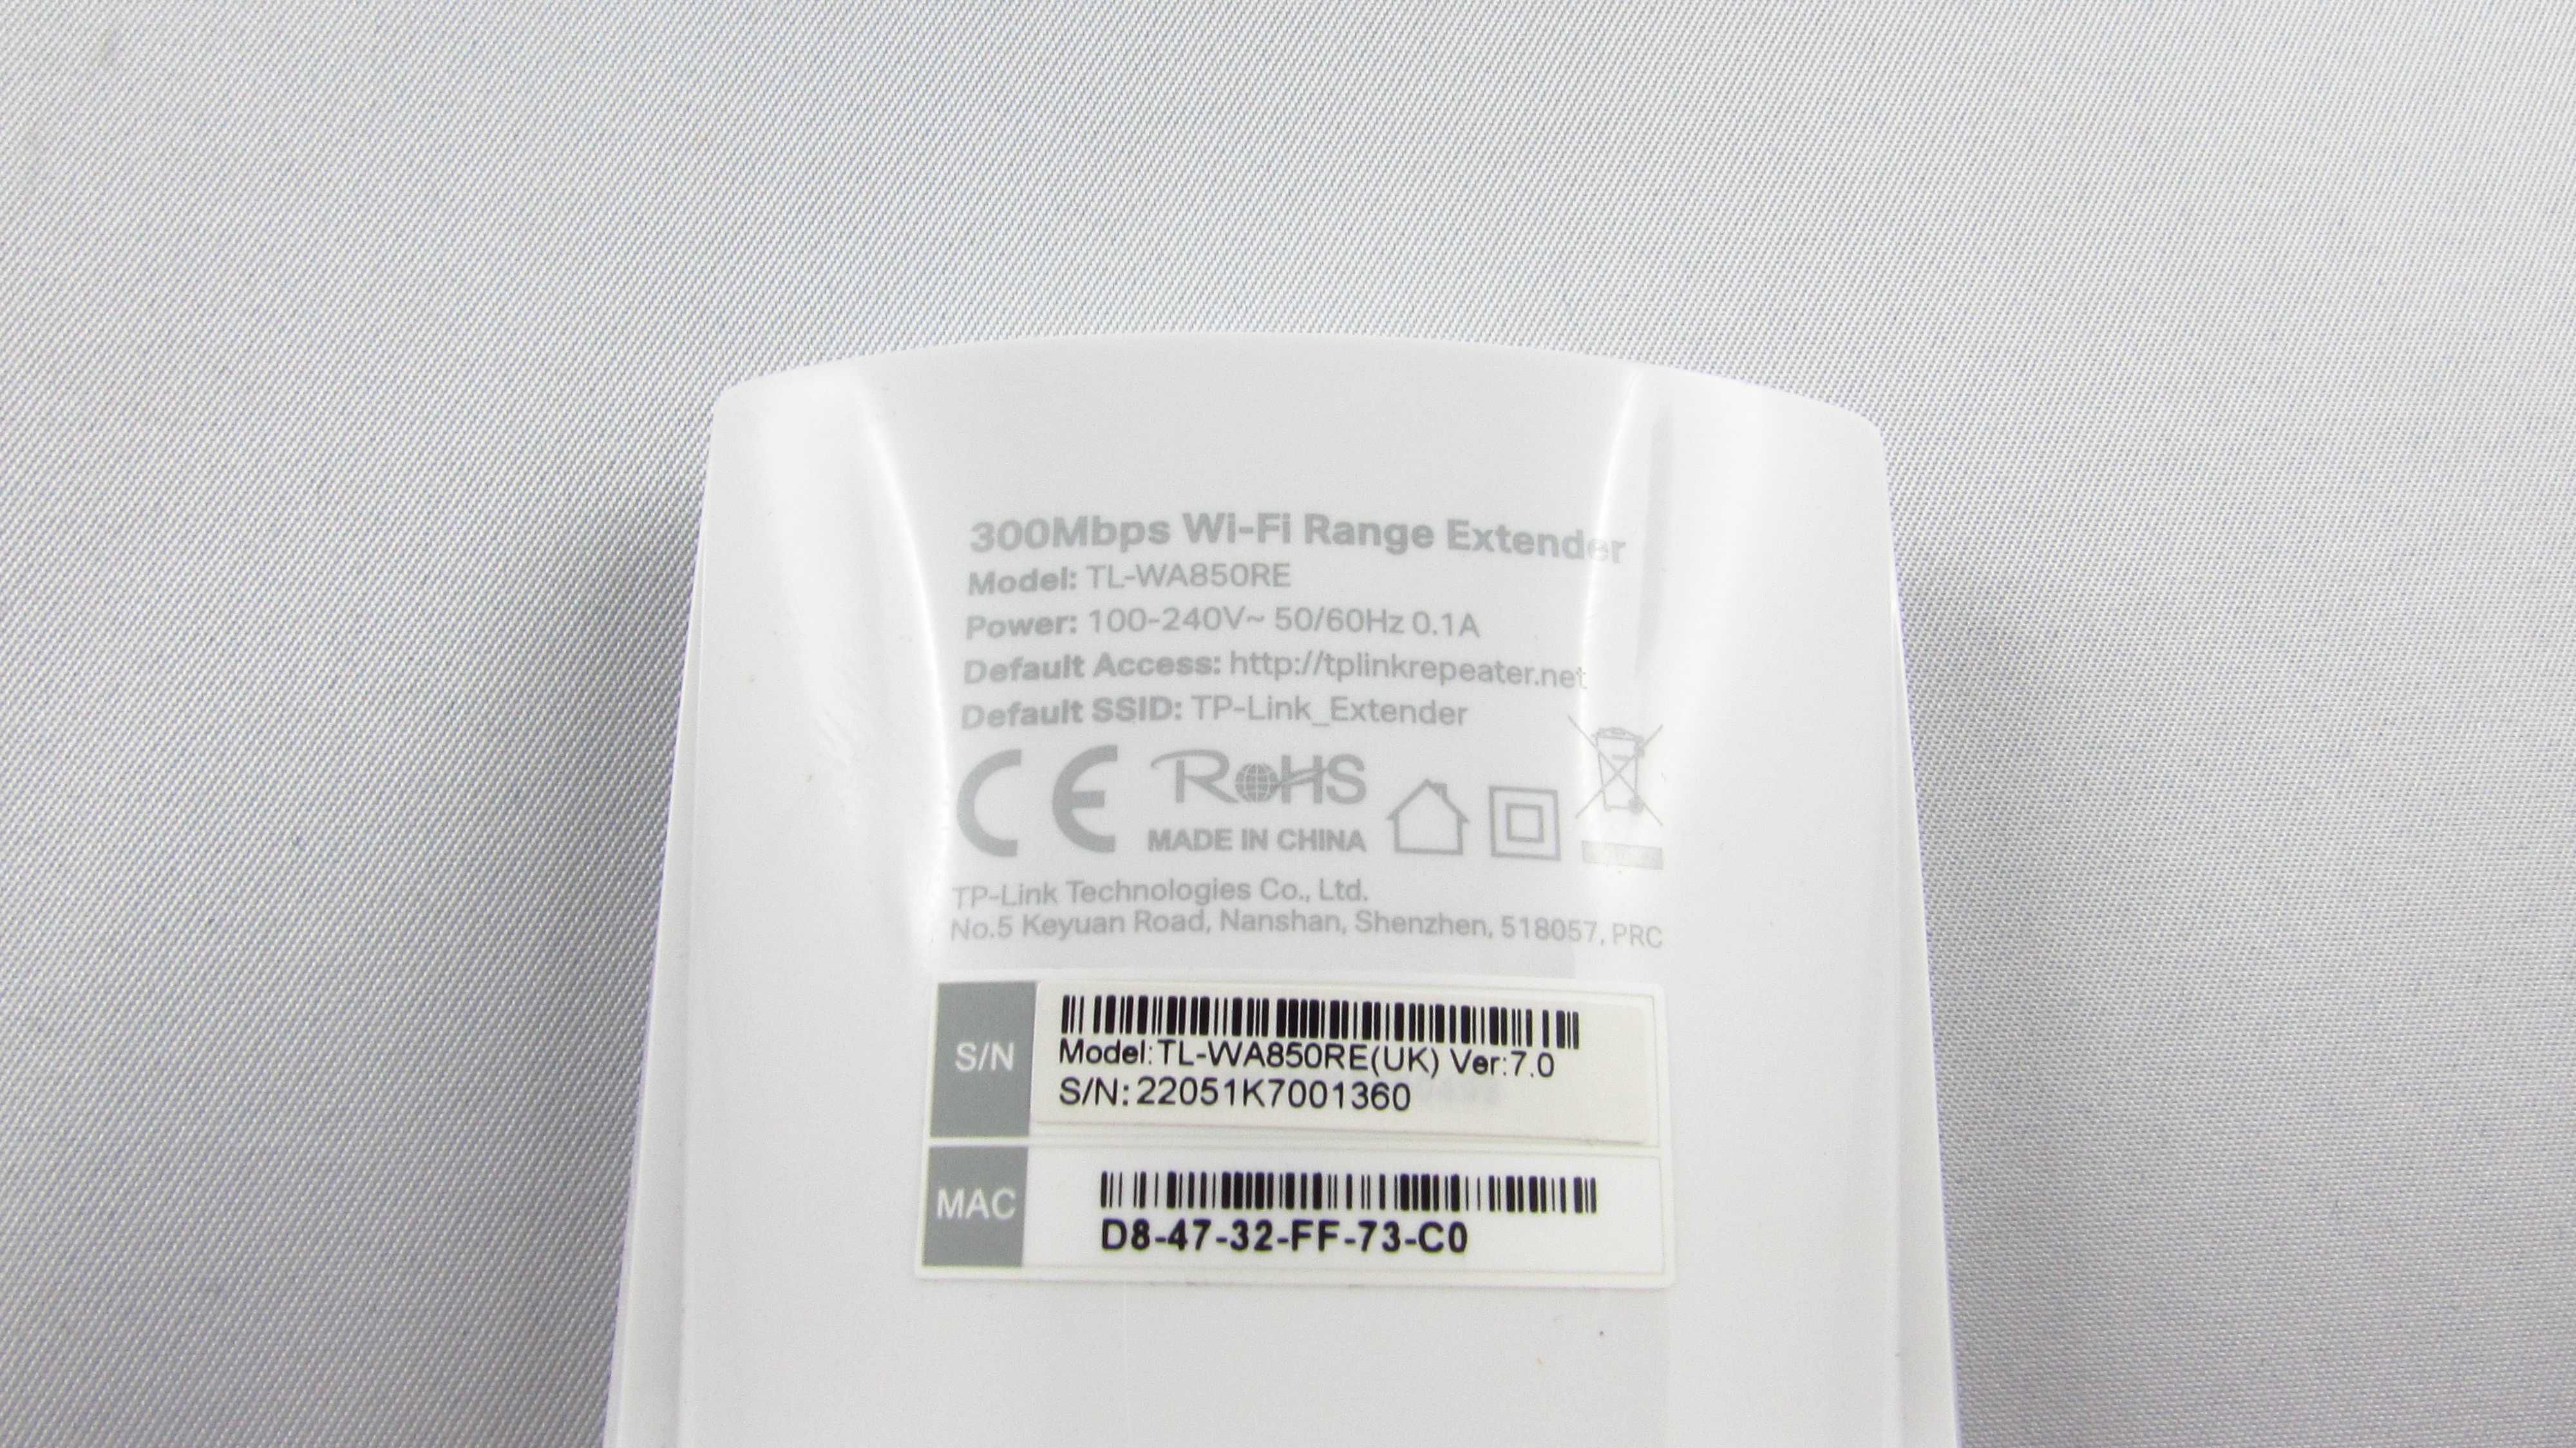 300Mbps Wi-Fi Range Extender
Model: TL-WA850RE
Power: 100-240V~ 50/60Hz 0.1A
Default Access: http://tplinkrepeater.net
Default SSID: TP-Link_Extender
CE RoHS
MADE IN CHINA
TP-Link Technologies Co., Ltd.
No.5 Keyuan Road, Nanshan, Shenzhen, 518057, PRC
S/N
Model:TL-WA850RE(UK) Ver:7.0
S/N:22051K7001360
MAC
D8-47-32-FF-73-C0